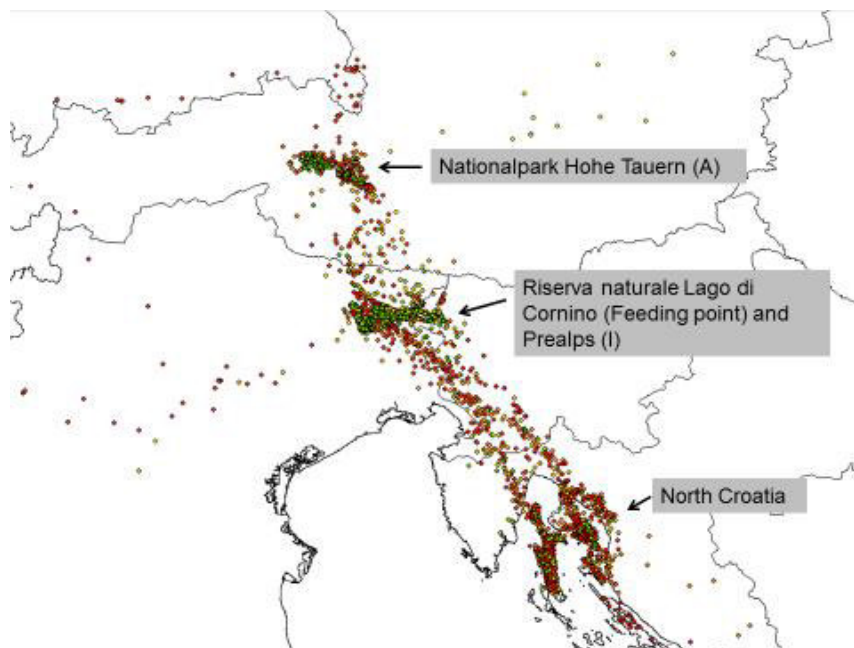 Nationalpark Hohe Tauern (A)
Riserva naturale Lago di
Cornino (Feeding point) and
Prealps (I)
North Croatia